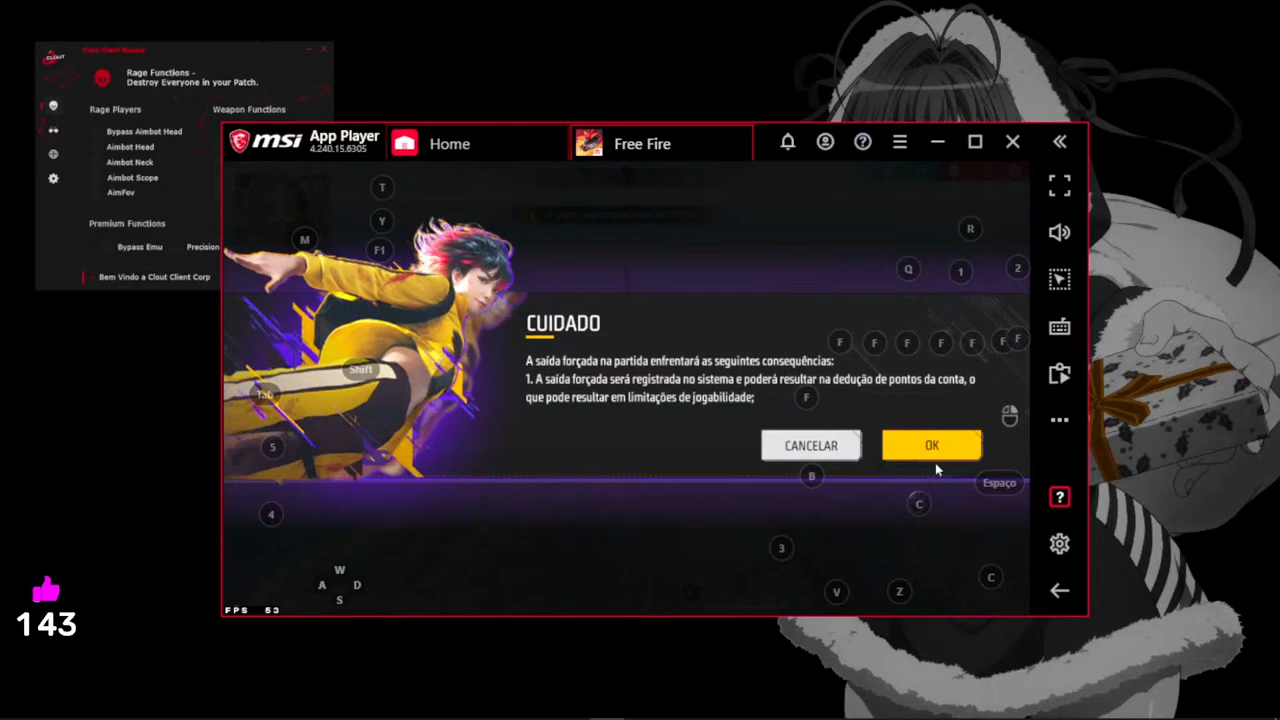 CLOUT
Clout Client Bypass
Rage Functions -
Destroy Everyone in your Patch.
Rage Players
Weapon Functions
Bypass Aimbot Head
Aimbot Head
Aimbot Neck
Aimbot Scope
AimFov
Premium Functions
Bypass Emu
Precision
Bem Vindo a Clout Client Corp
msi
App Player
4.240.15.6305
Home
Free Fire
T
Y
M
F1
R
Q
1
2
CUIDADO
A saída forçada na partida enfrentará as seguintes consequências:
1. A saída forçada será registrada no sistema e poderá resultar na dedução de pontos da conta, o
que pode resultar em limitações de jogabilidade;
F F F F F F F
Shift
Tab
F
CANCELAR
OK
5
B
Espaço
?
4
C
3
W
A D
S
V
Z
C
FPS 53
143